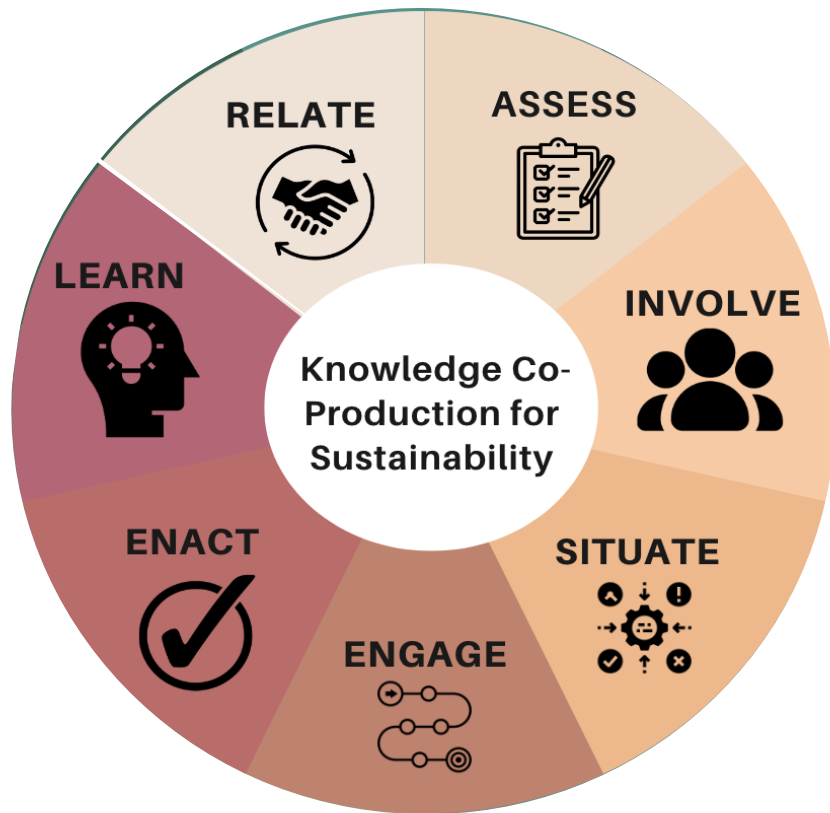 RELATE
ASSESS
INVOLVE
SITUATE
ENGAGE
ENACT
LEARN
Knowledge Co-
Production for
Sustainability